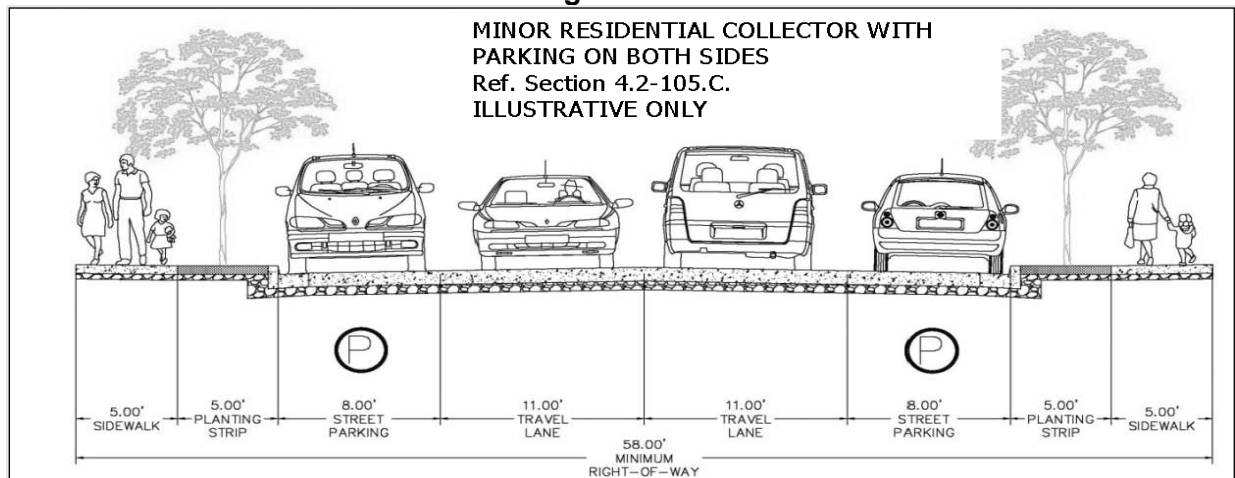 MINOR RESIDENTIAL COLLECTOR WITH
PARKING ON BOTH SIDES
Ref. Section 4.2-105.C.
ILLUSTRATIVE ONLY
P
P
5.00'
SIDEWALK
5.00'
PLANTING
STRIP
8.00'
STREET
PARKING
11.00'
TRAVEL
LANE
11.00'
TRAVEL
LANE
8.00'
STREET
PARKING
5.00'
PLANTING
STRIP
5.00'
SIDEWALK
58.00'
MINIMUM
RIGHT-OF-WAY